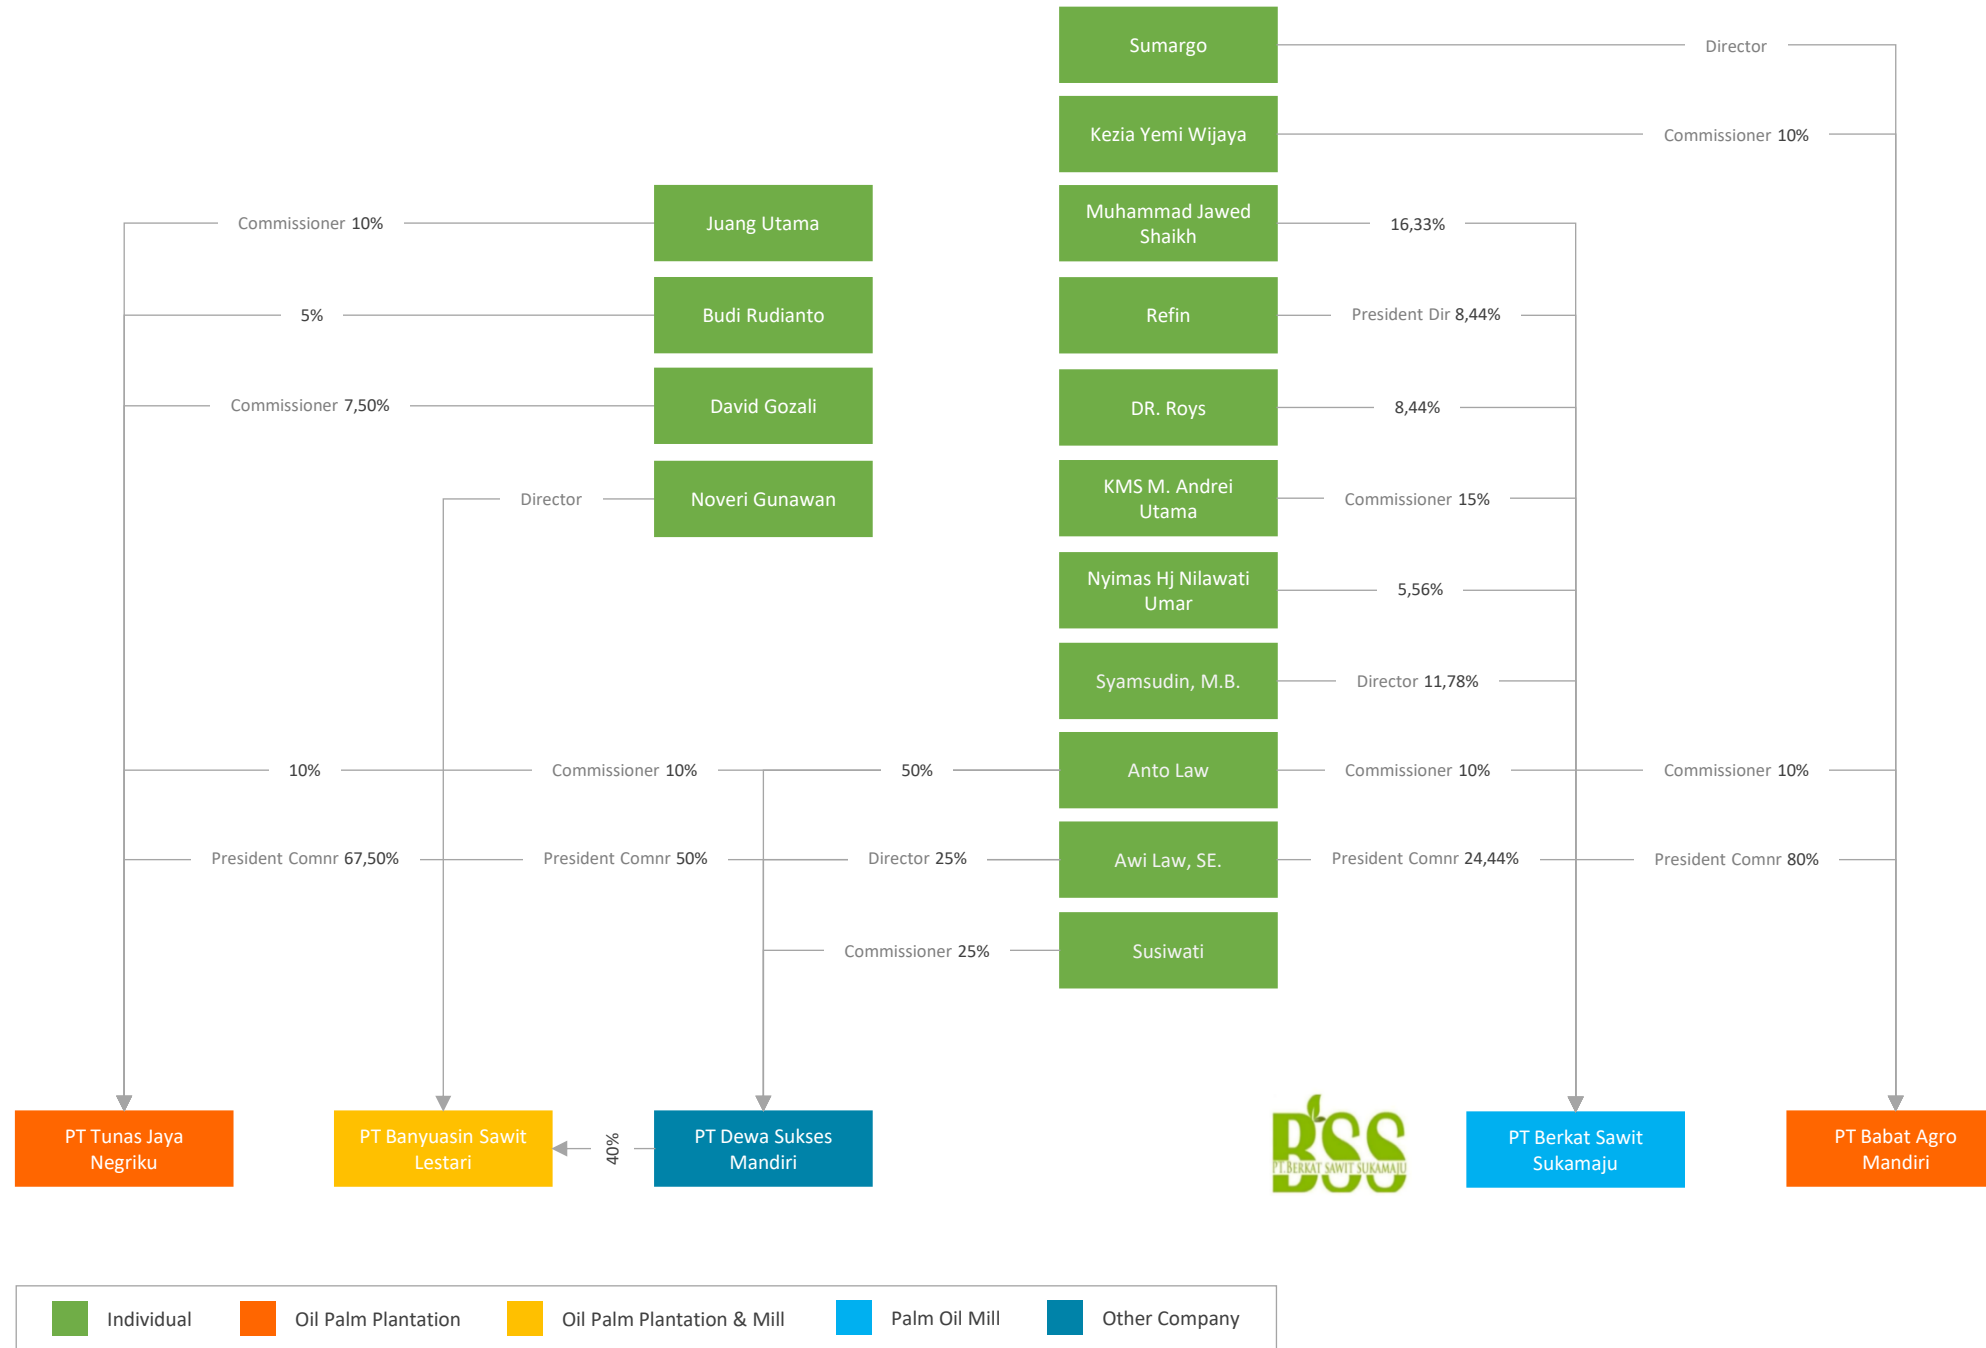 Sumargo
Director
Kezia Yemi Wijaya
Commissioner 10%
Commissioner 10%
Juang Utama
Muhammad Jawed
Shaikh
16,33%
5%
Budi Rudianto
Refin
President Dir 8,44%
Commissioner 7,50%
David Gozali
DR. Roys
8,44%
Director
Noveri Gunawan
KMS M. Andrei
Utama
Commissioner 15%
Nyimas Hj Nilawati
Umar
5,56%
Syamsudin, M.B.
Director 11,78%
10%
Commissioner 10%
50%
Anto Law
Commissioner 10%
Commissioner 10%
President Comnr 67,50%
President Comnr 50%
Director 25%
Awi Law, SE.
President Comnr 24,44%
President Comnr 80%
Commissioner 25%
Susiwati
PT Tunas Jaya
Negriku
PT Banyuasin Sawit
Lestari
40%
PT Dewa Sukses
Mandiri
BSS
PT.BERKAT SAWIT SUKAMAJU
PT Berkat Sawit
Sukamaju
PT Babat Agro
Mandiri
Individual
Oil Palm Plantation
Oil Palm Plantation & Mill
Palm Oil Mill
Other Company